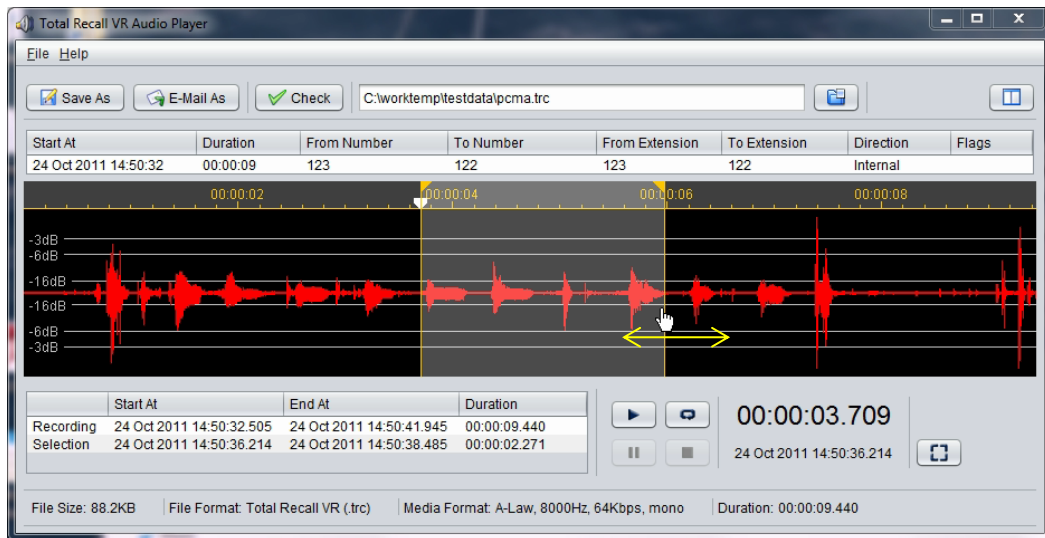 Total Recall VR Audio Player
File Help
Save As E-Mail As Check C:\worktemp\testdata\pcma.trc
Start At Duration From Number To Number From Extension To Extension Direction Flags
24 Oct 2011 14:50:32 00:00:09 123 122 123 122 Internal
00:00:02 00:00:04 00:00:06 00:00:08
-3dB
-6dB
-16dB
-16dB
-6dB
-3dB
Start At End At Duration
Recording 24 Oct 2011 14:50:32.505 24 Oct 2011 14:50:41.945 00:00:09.440
Selection 24 Oct 2011 14:50:36.214 24 Oct 2011 14:50:38.485 00:00:02.271
00:00:03.709
24 Oct 2011 14:50:36.214
File Size: 88.2KB File Format: Total Recall VR (.trc) Media Format: A-Law, 8000Hz, 64Kbps, mono Duration: 00:00:09.440